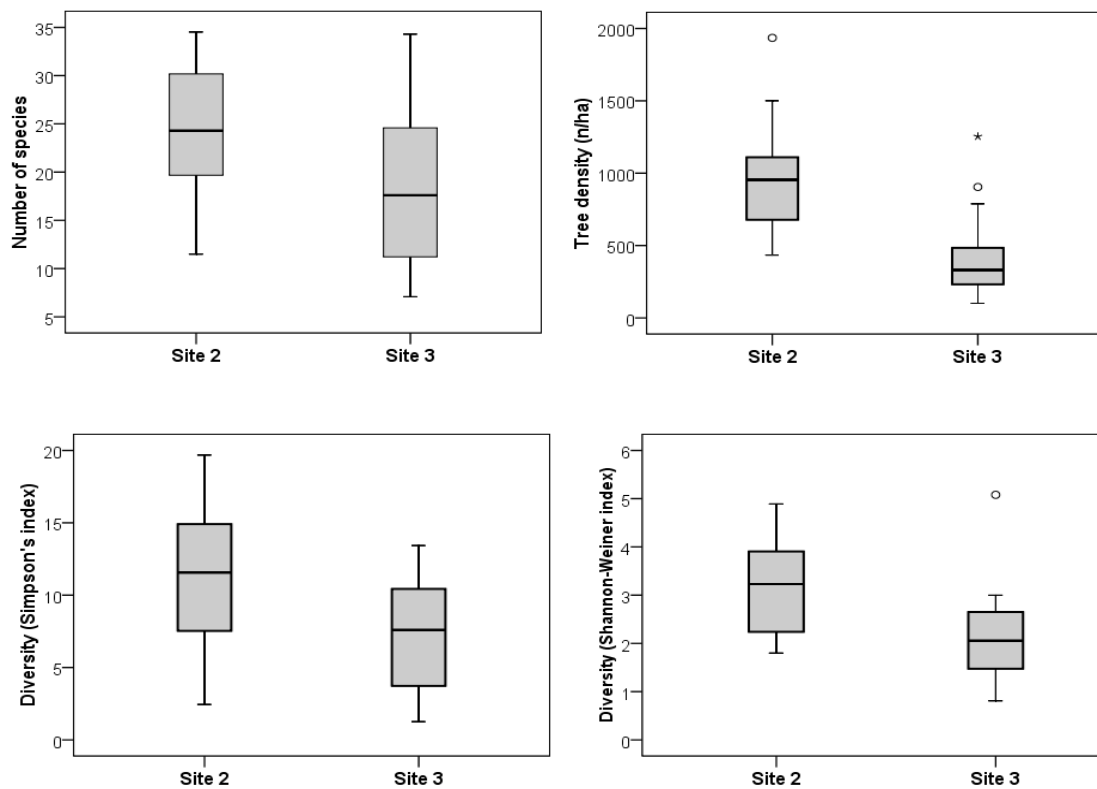 Number of species
35
30
25
20
15
10
5
Site 2
Site 3
Tree density (n/ha)
2000
1500
1000
500
0
*
Site 2
Site 3
Diversity (Simpson's index)
20
15
10
5
0
Site 2
Site 3
Diversity (Shannon-Weiner index)
6
5
4
3
2
1
0
Site 2
Site 3